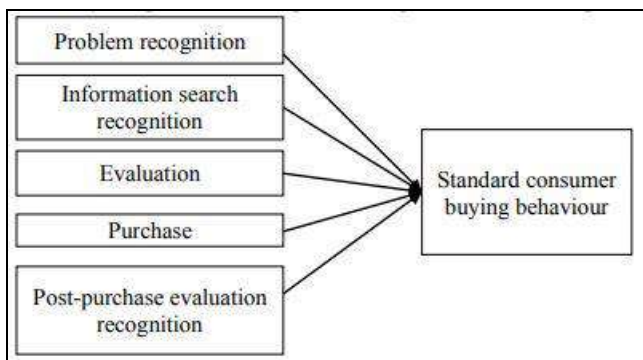 Problem recognition
Information search
recognition
Evaluation
Purchase
Post-purchase evaluation
recognition
Standard consumer
buying behaviour